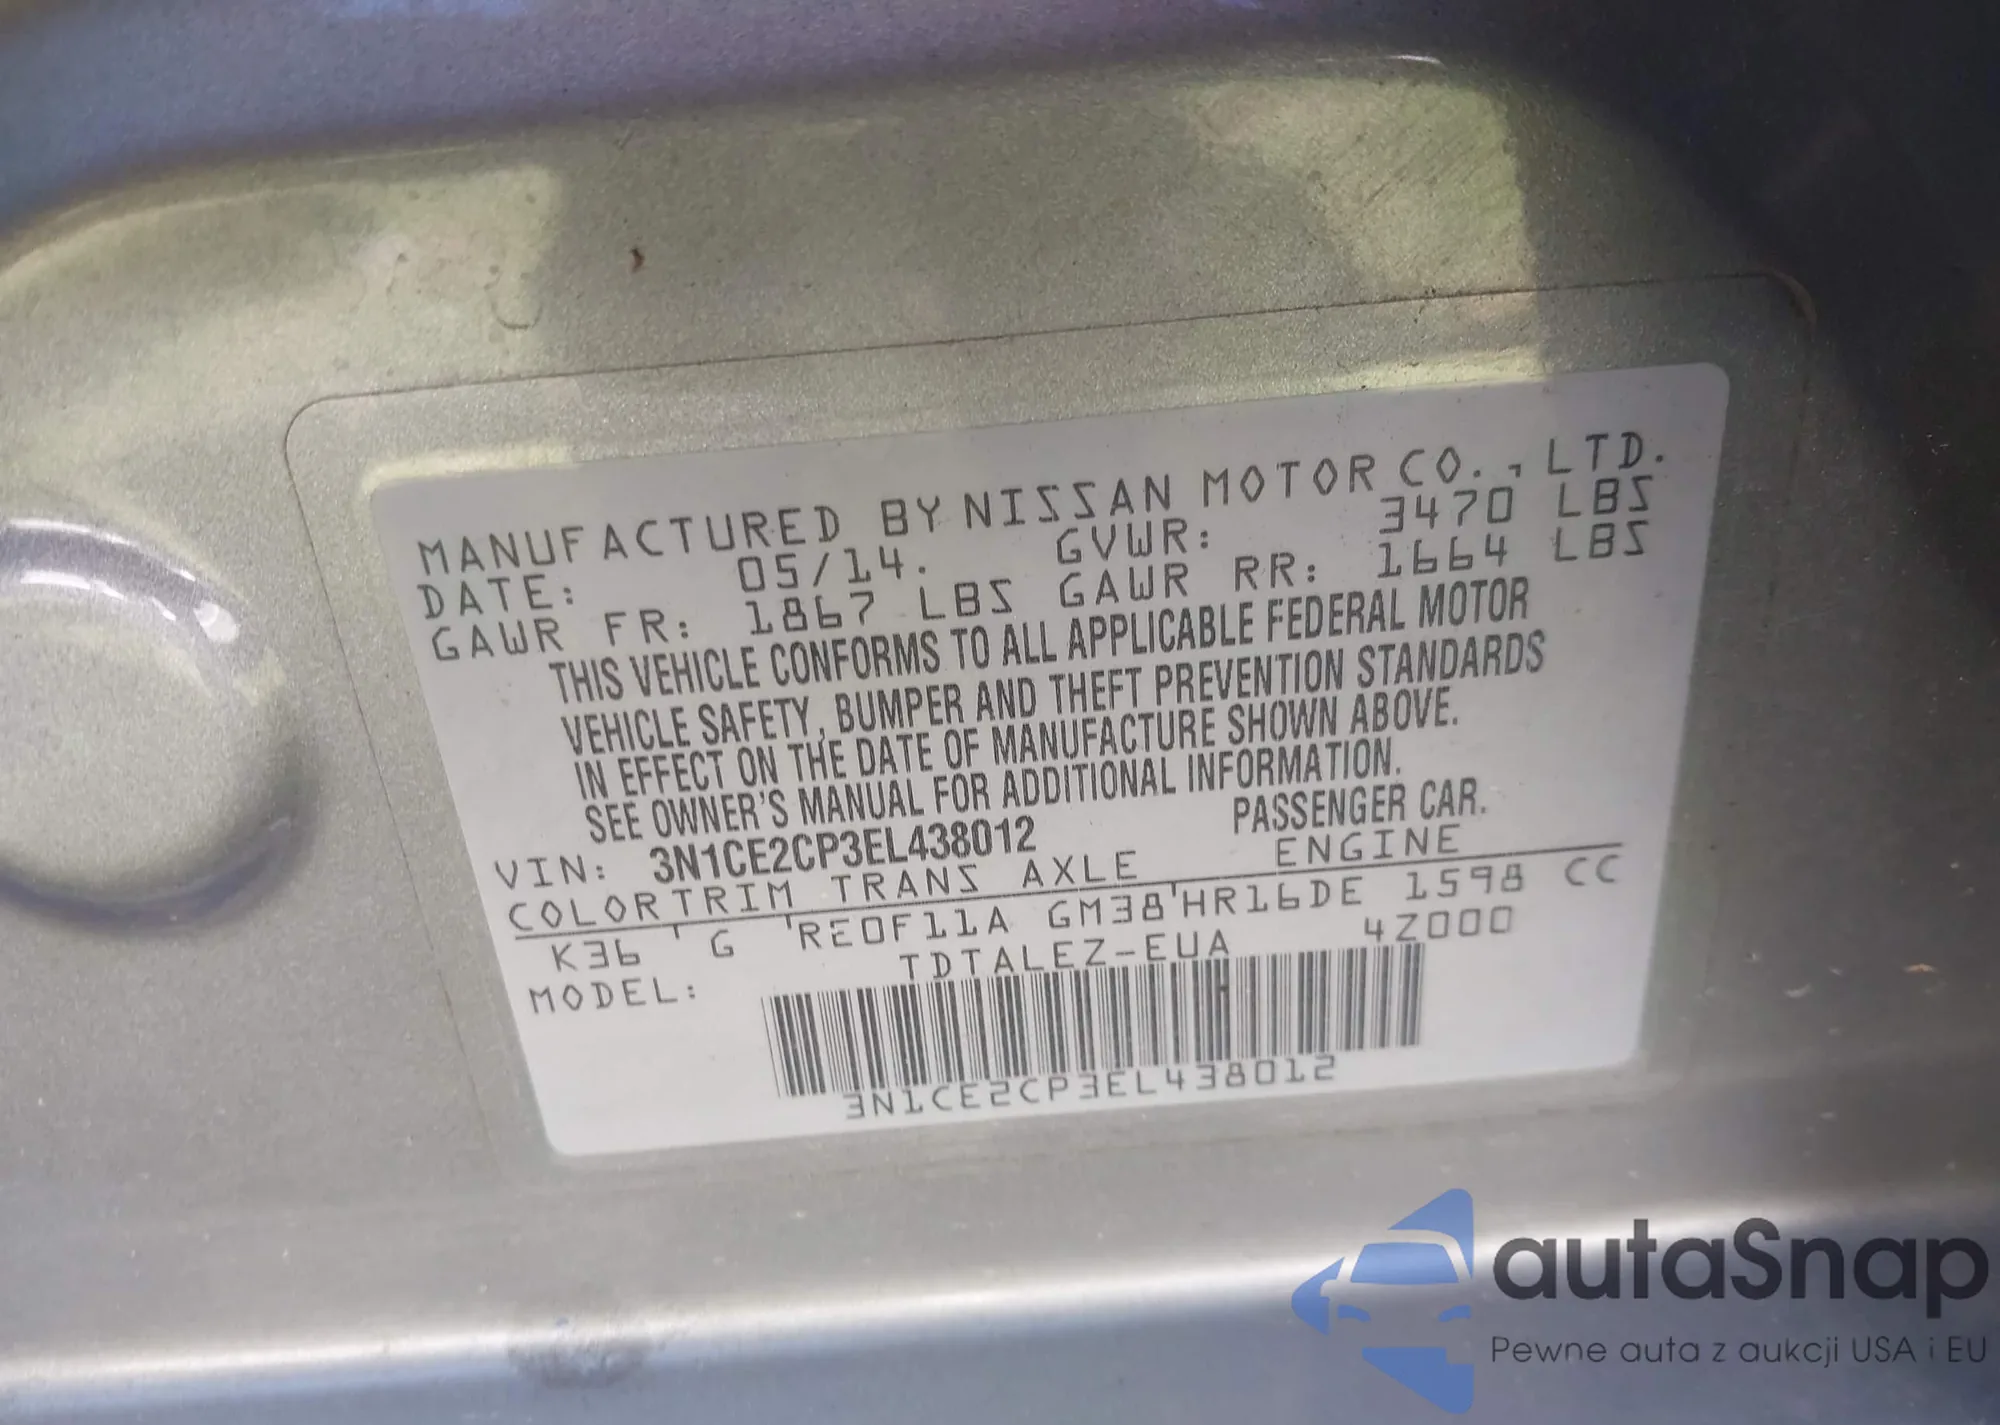 MANUFACTURED BY NISSAN MOTOR CO., LTD.
DATE: 05/14. GVWR: 3470 LBS
GAWR FR: 1867 LBS GAWR RR: 1664 LBS
THIS VEHICLE CONFORMS TO ALL APPLICABLE FEDERAL MOTOR
VEHICLE SAFETY, BUMPER AND THEFT PREVENTION STANDARDS
IN EFFECT ON THE DATE OF MANUFACTURE SHOWN ABOVE.
SEE OWNER'S MANUAL FOR ADDITIONAL INFORMATION.
VIN: 3N1CE2CP3EL438012 PASSENGER CAR.
COLOR TRIM TRANS AXLE ENGINE
K36 ' G 'RE0F11A GM38'HR16DE 1598 CC
MODEL: TDTALEZ-EUA 4Z000
3N1CE2CP3EL438012
autaSnap
Pewne auta z aukcji USA i EU